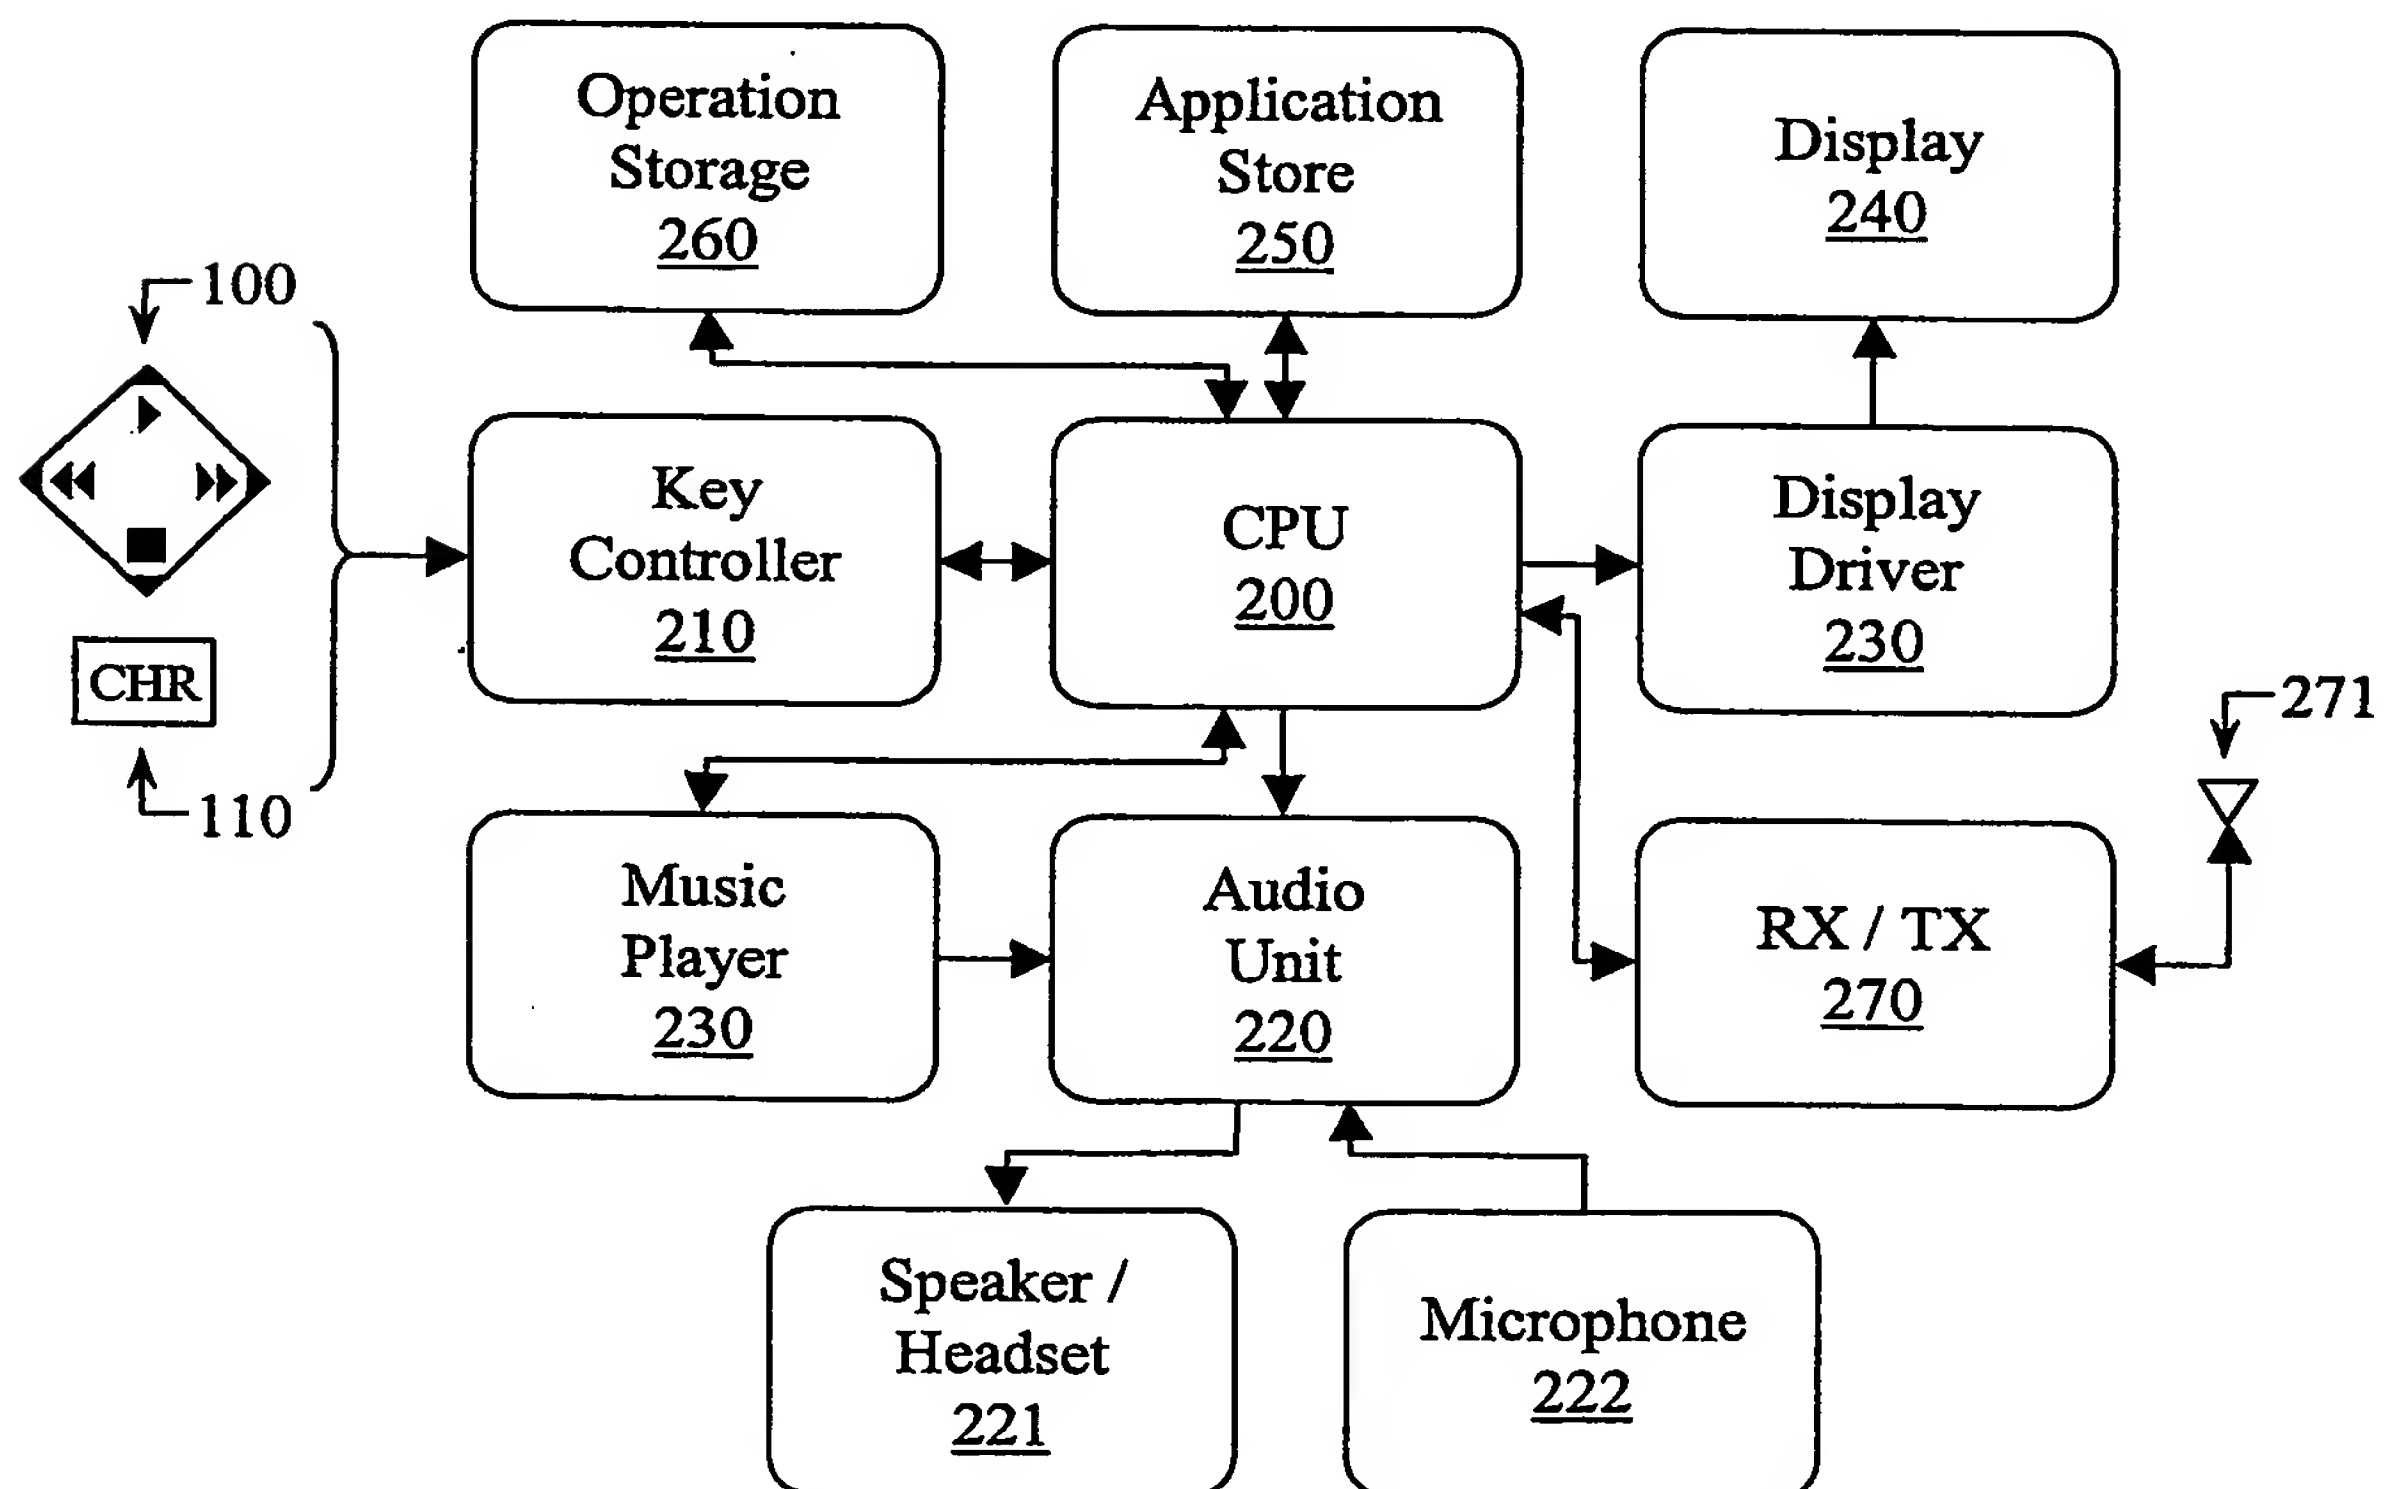 Operation
Storage
260
Application
Store
250
Display
240
100
Key
Controller
210
CPU
200
Display
Driver
230
CHR
110
271
Music
Player
230
Audio
Unit
220
RX / TX
270
Speaker /
Headset
221
Microphone
222